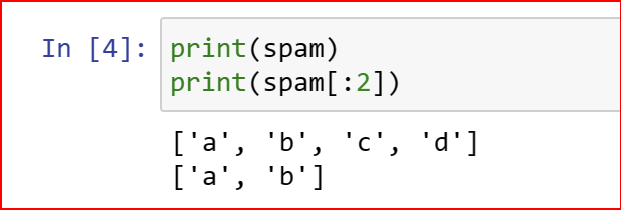 In [4]: print(spam)
print(spam[:2])
['a', 'b', 'c', 'd']
['a', 'b']